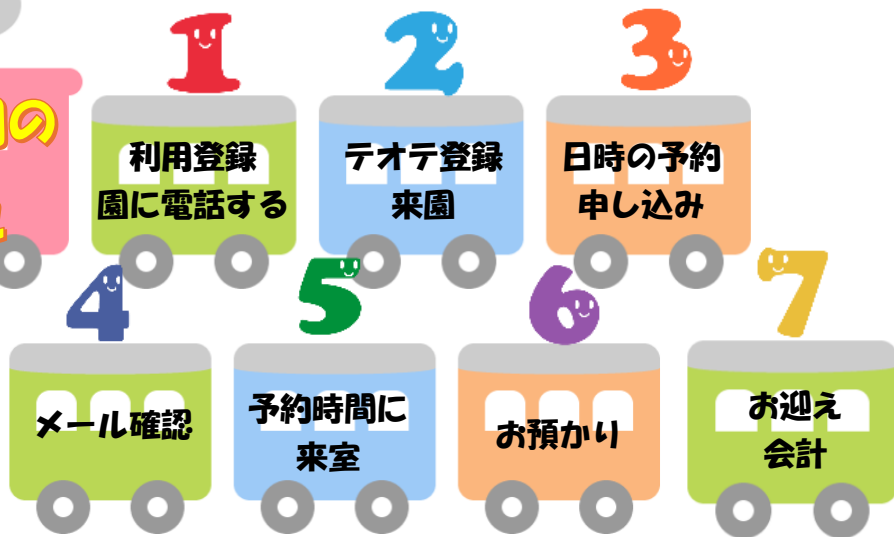 の
1
2
3
利用登録
園に電話する
テオテ登録
来園
日時の予約
申し込み
4
5
6
7
メール確認
予約時間に
来室
お預かり
お迎え
会計